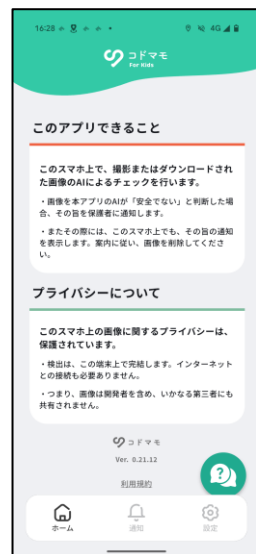 16:28
4G
コドマモ
For Kids
このアプリできること
このスマホ上で、撮影またはダウンロードされ
た画像のAIによるチェックを行います。
・画像を本アプリのAIが「安全でない」と判断した場
合、その旨を保護者に通知します。
・またその際には、このスマホ上でも、その旨の通知
を表示します。案内に従い、画像を削除してくださ
い。
プライバシーについて
このスマホ上の画像に関するプライバシーは、
保護されています。
・検出は、この端末上で完結します。インターネット
との接続も必要ありません。
・つまり、画像は開発者を含め、いかなる第三者にも
共有されません。
コドマモ
Ver. 0.21.12
利用規約
ホーム
通知
設定